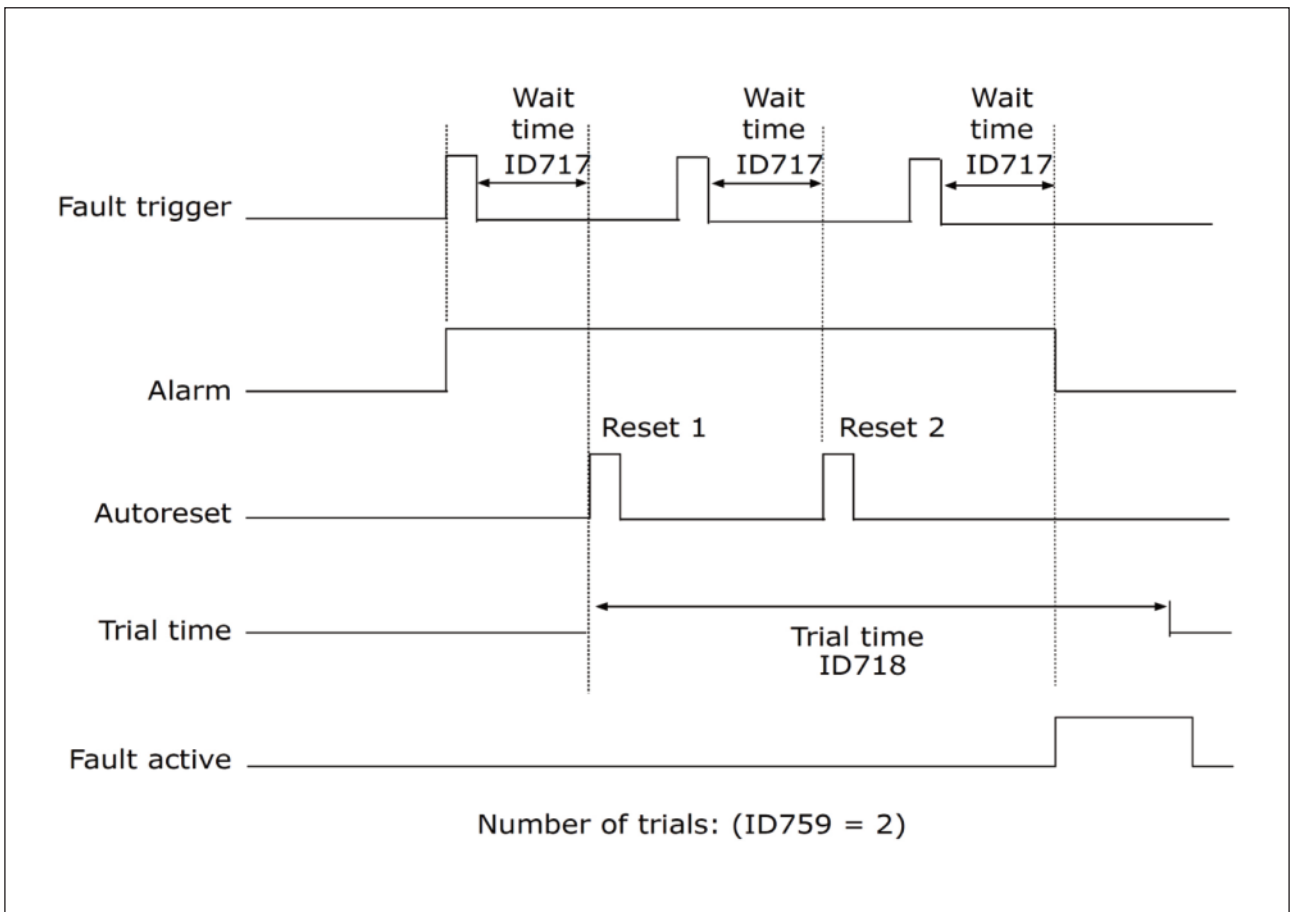 Wait
time
ID717
Wait
time
ID717
Wait
time
ID717
Fault trigger
Alarm
Reset 1
Reset 2
Autoreset
Trial time
Trial time
ID718
Fault active
Number of trials: (ID759 = 2)